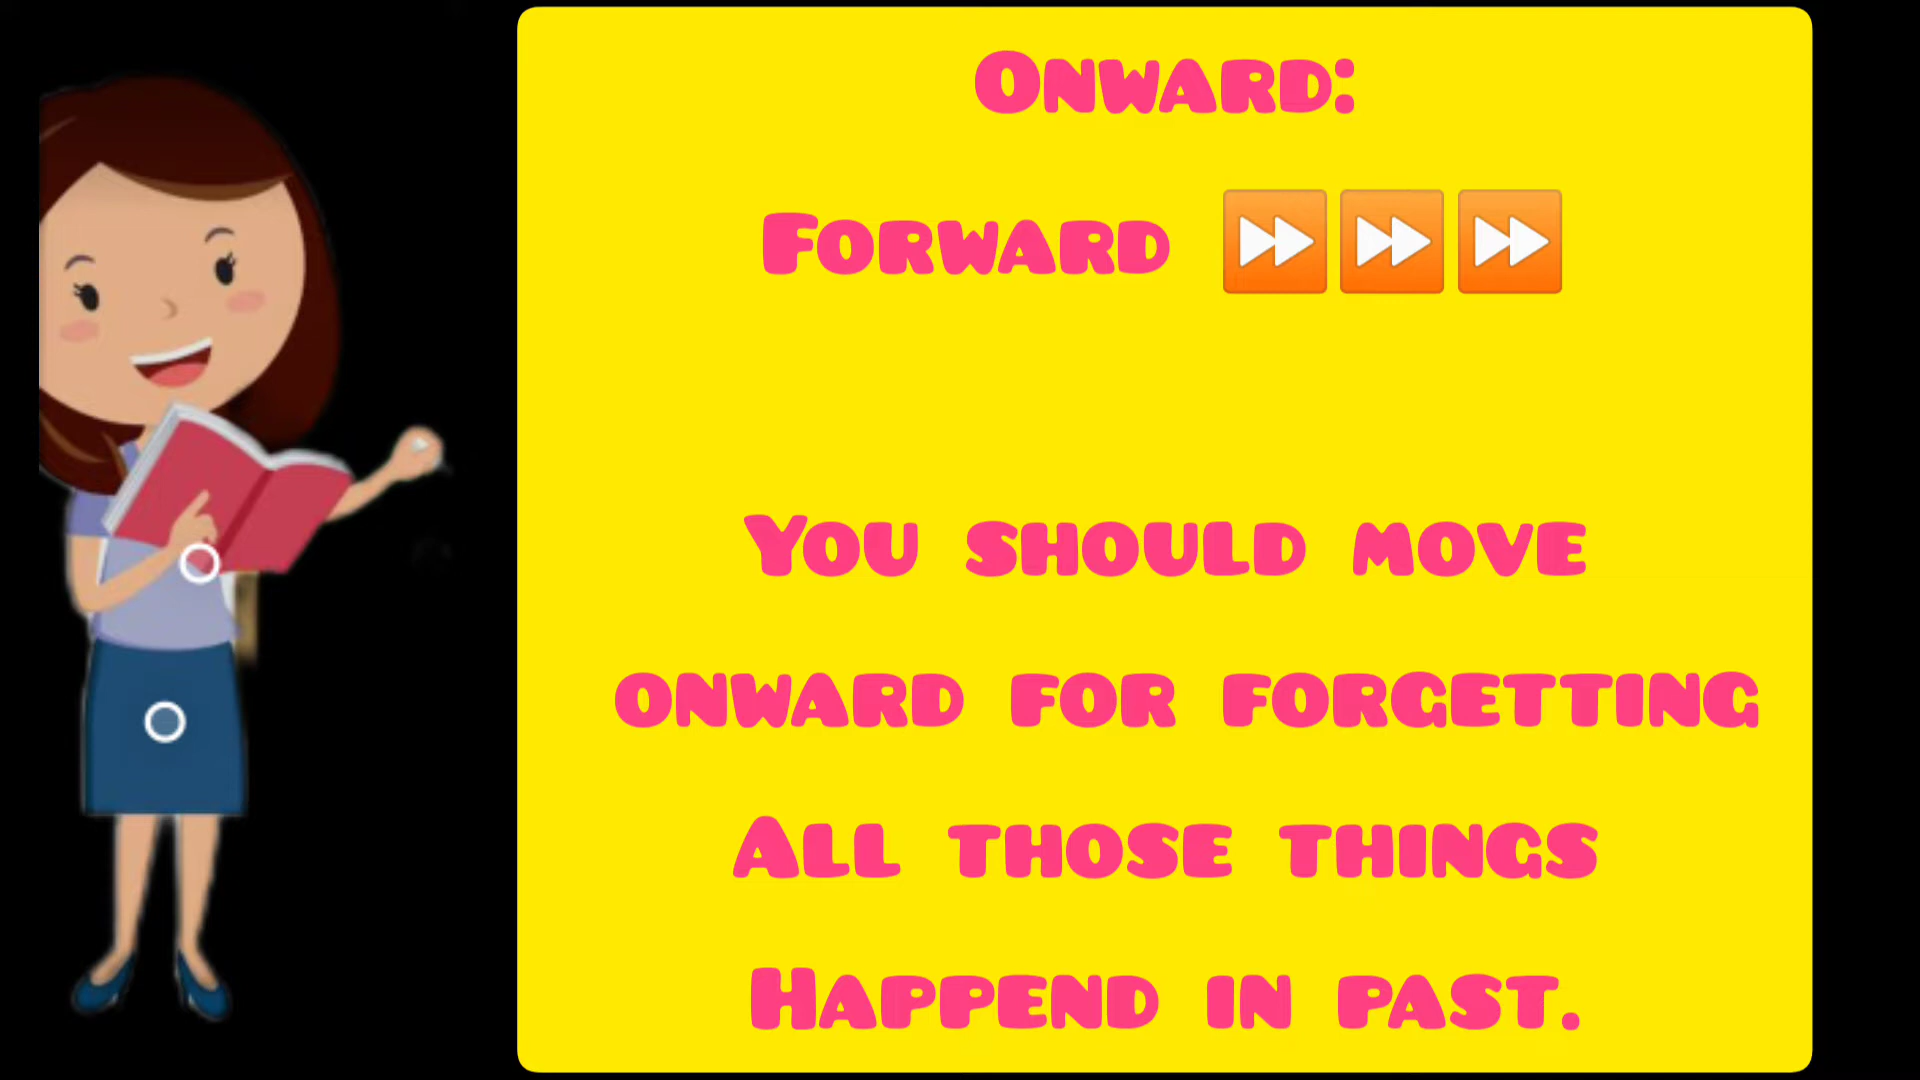 Onward:
Forward ⏩⏩⏩
You should move
onward for forgetting
All those things
Happend in past.